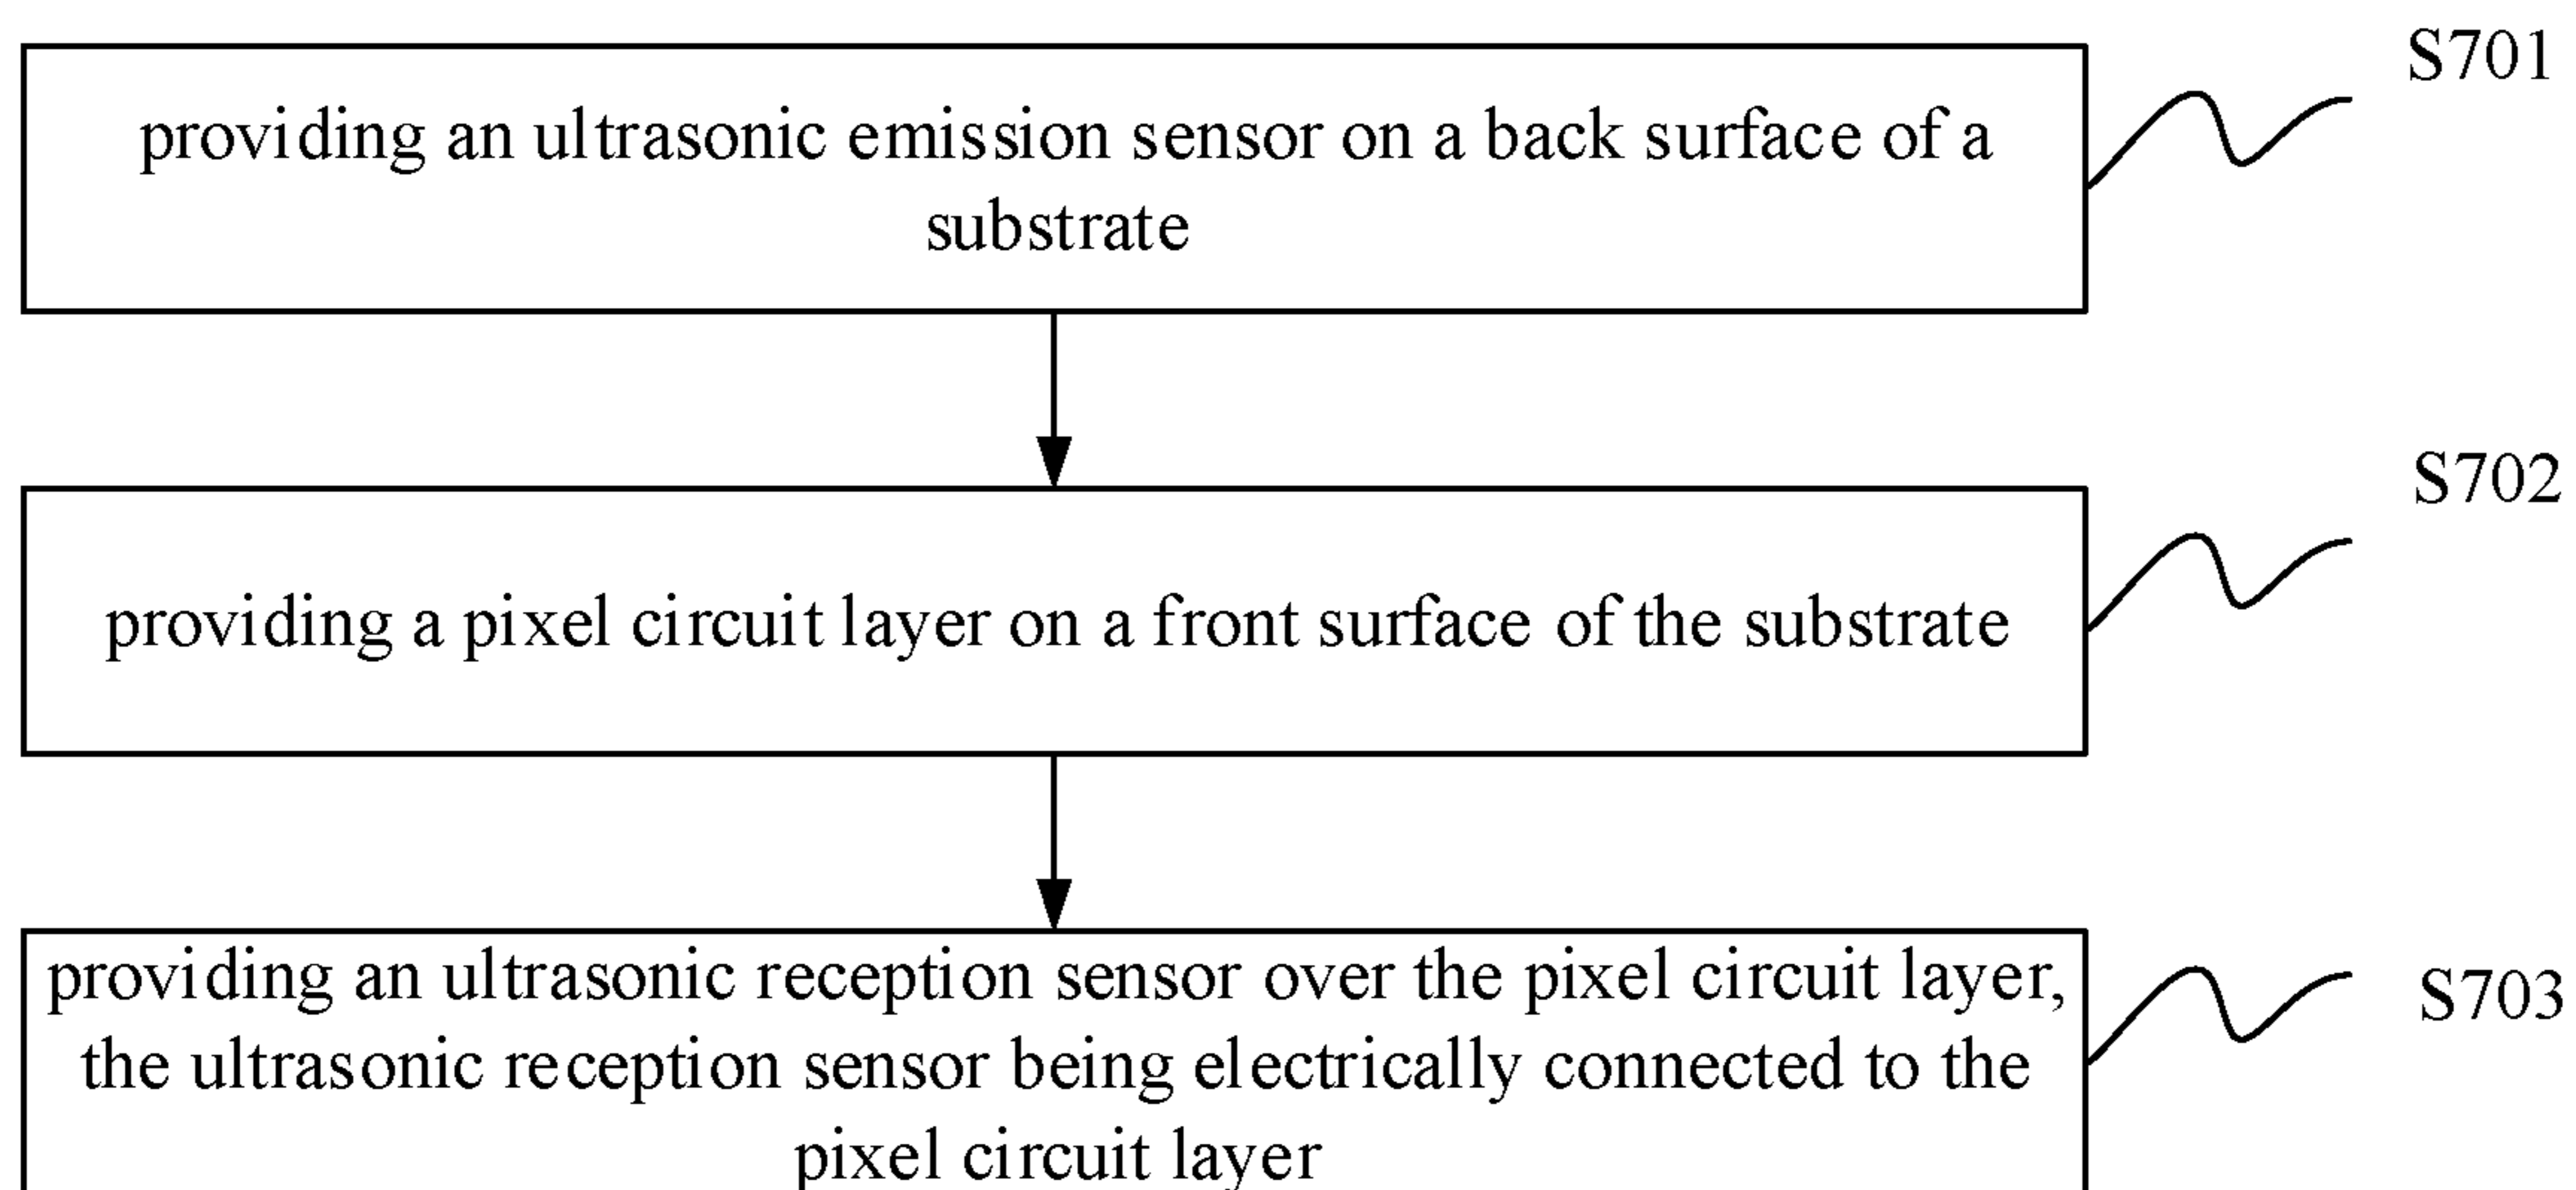 S701
providing an ultrasonic emission sensor on a back surface of a
substrate
S702
providing a pixel circuit layer on a front surface of the substrate
providing an ultrasonic reception sensor over the pixel circuit layer,
S703
the ultrasonic reception sensor being electrically connected to the
pixel circuit layer